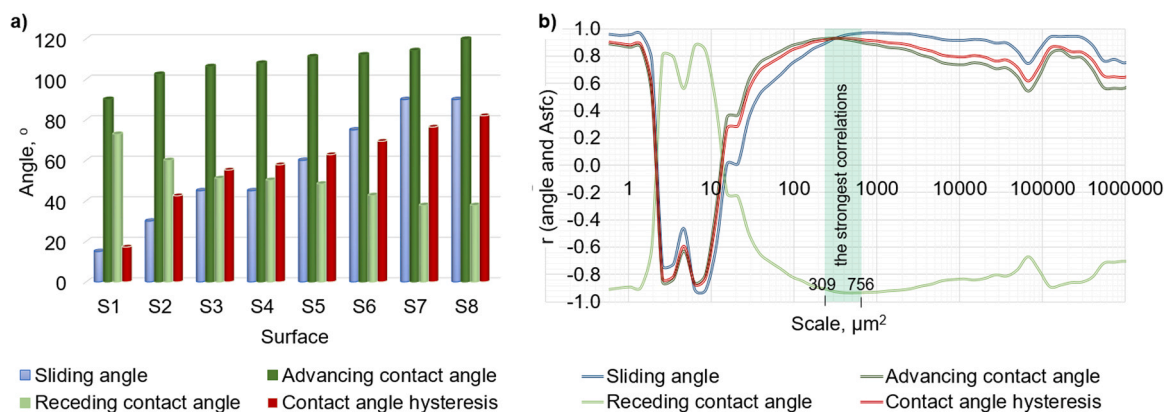 a)
120
100
80
60
40
20
0
Angle, °
S1 S2 S3 S4 S5 S6 S7 S8
Surface
Sliding angle
Advancing contact angle
Receding contact angle
Contact angle hysteresis
b)
1.0
0.8
0.6
0.4
0.2
0.0
-0.2
-0.4
-0.6
-0.8
-1.0
r (angle and Asfc)
1 10 100 1000 10000 100000 1000000
the strongest correlations
309 756
Scale, µm²
Sliding angle
Advancing contact angle
Receding contact angle
Contact angle hysteresis